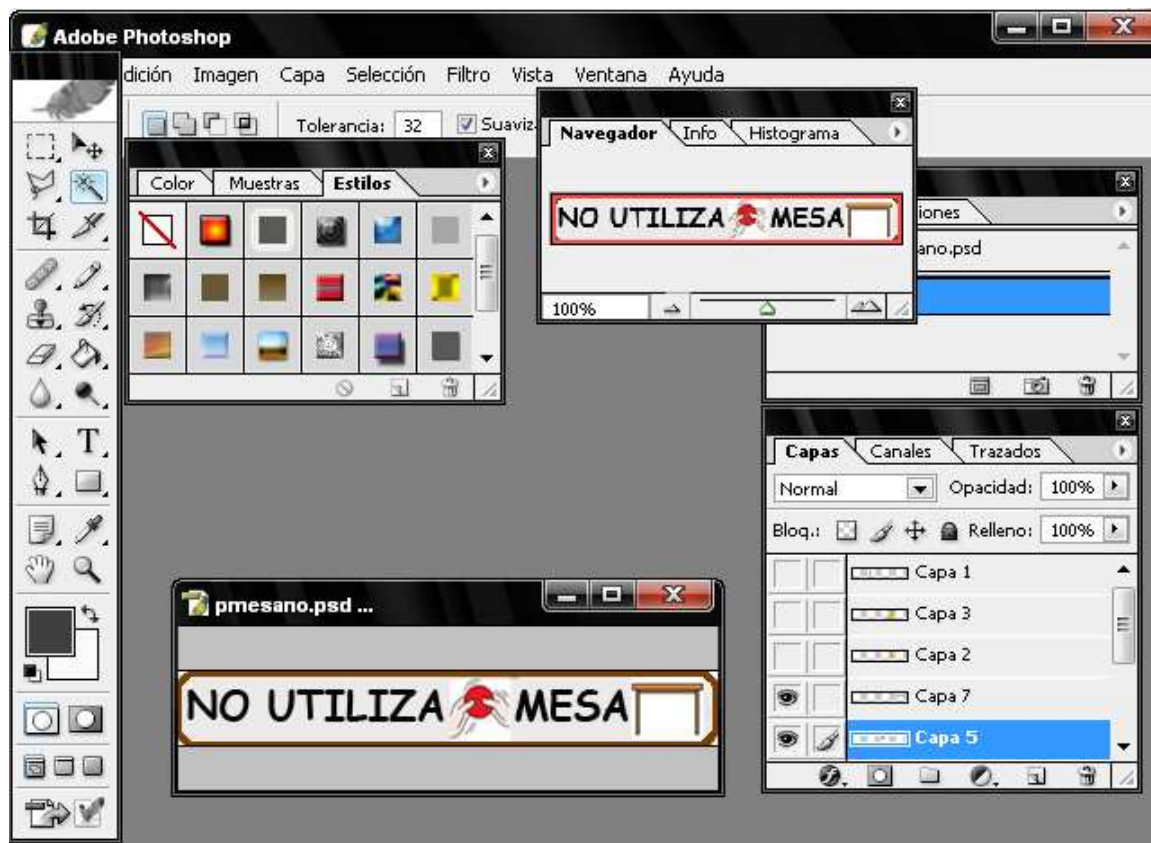 Adobe Photoshop
dición Imagen Capa Selección Filtro Vista Ventana Ayuda
Tolerancia: 32 Suaviz
Color Muestras Estilos
Navegador Info Histograma
NO UTILIZA MESA
100%
iones
ano.psd
Capas Canales Trazados
Normal Opacidad: 100%
Bloq.: Relleno: 100%
Capa 1
Capa 3
Capa 2
Capa 7
Capa 5
pmesano.psd ...
NO UTILIZA MESA